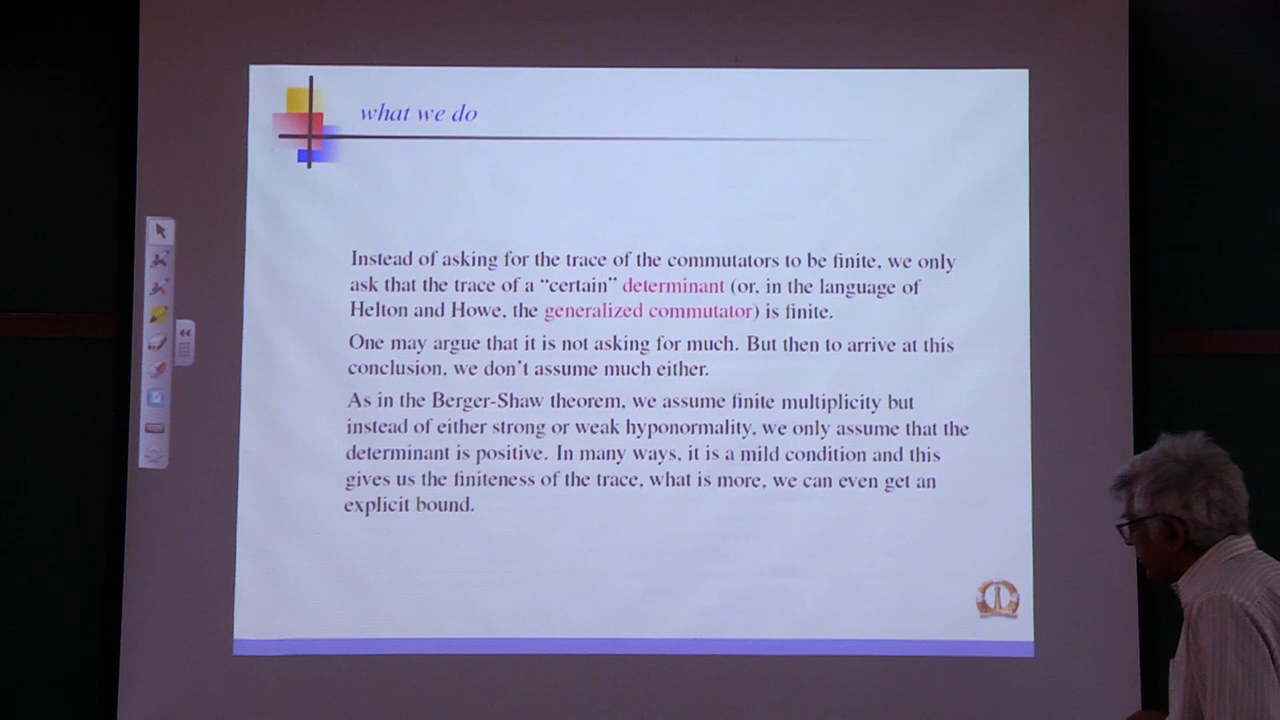 what we do
Instead of asking for the trace of the commutators to be finite, we only
ask that the trace of a “certain” determinant (or, in the language of
Helton and Howe, the generalized commutator) is finite.
One may argue that it is not asking for much. But then to arrive at this
conclusion, we don't assume much either.
As in the Berger-Shaw theorem, we assume finite multiplicity but
instead of either strong or weak hyponormality, we only assume that the
determinant is positive. In many ways, it is a mild condition and this
gives us the finiteness of the trace, what is more, we can even get an
explicit bound.